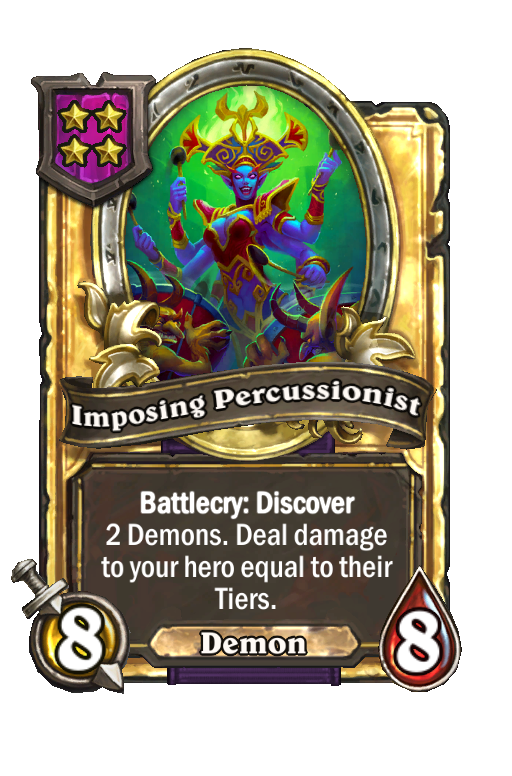 Imposing Percussionist
Battlecry: Discover
2 Demons. Deal damage
to your hero equal to their
Tiers.
8
Demon
8